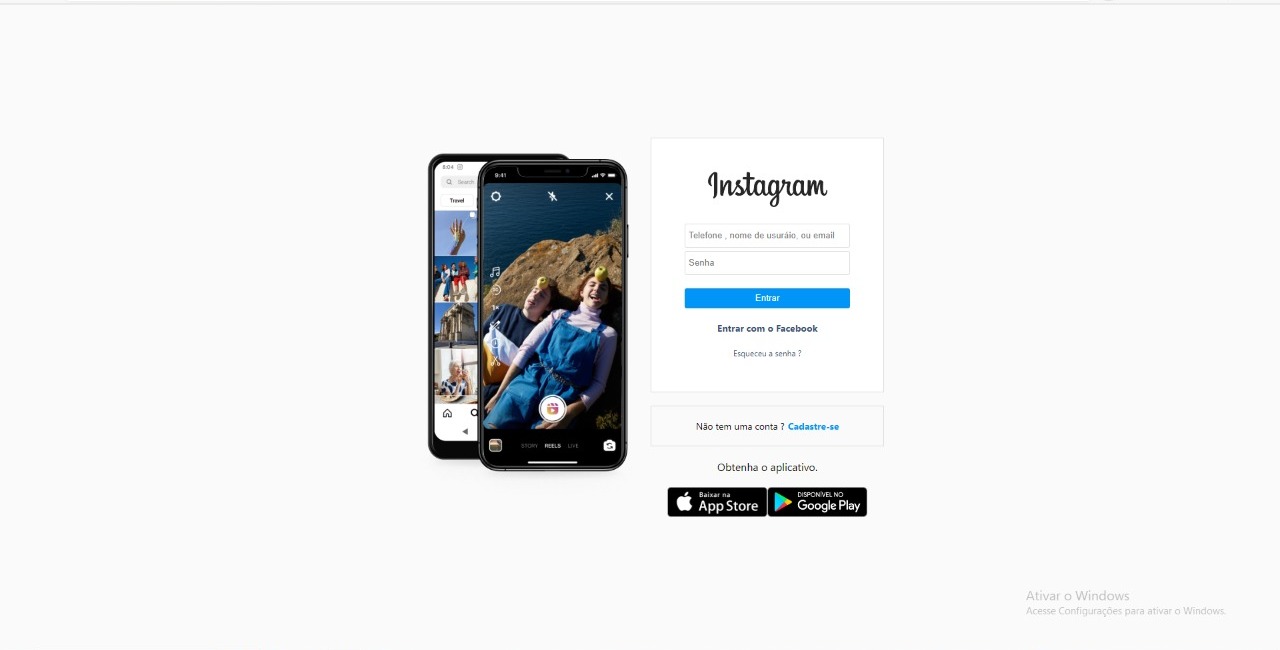 6:04
Search
Travel
9:41
1x
STORY REELS LIVE
Instagram
Telefone , nome de usuráio, ou email
Senha
Entrar
Entrar com o Facebook
Esqueceu a senha ?
Não tem uma conta ? Cadastre-se
Obtenha o aplicativo.
Baixar na
App Store
DISPONÍVEL NO
Google Play
Ativar o Windows
Acesse Configurações para ativar o Windows.